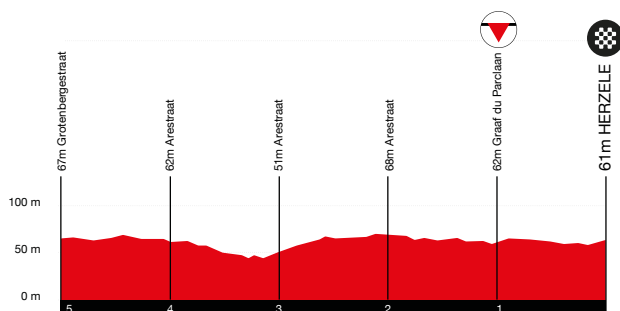 67m Grotenbergestraat
62m Arestraat
51m Arestraat
68m Arestraat
62m Graaf du Parclaan
61m HERZELE
100 m
50 m
0 m
5
4
3
2
1